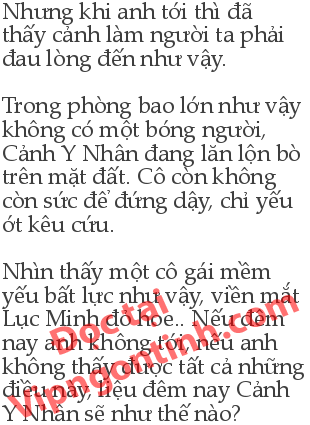 Nhưng khi anh tới thì đã
thấy cảnh làm người ta phải
đau lòng đến như vậy.
Trong phòng bao lớn như vậy
không có một bóng người,
Cảnh Y Nhân đang lăn lộn bò
trên mặt đất. Cô còn không
còn sức để đứng dậy, chỉ yếu
ớt kêu cứu.
Nhìn thấy một cô gái mềm
yếu bất lực như vậy, viền mắt
Lục Minh đỏ hoe.. Nếu đêm
nay anh không tới, nếu anh
không thấy được tất cả những
điều này, liệu đêm nay Cảnh
Y Nhân sẽ như thế nào?
Doc tai
Vipngontinh.com